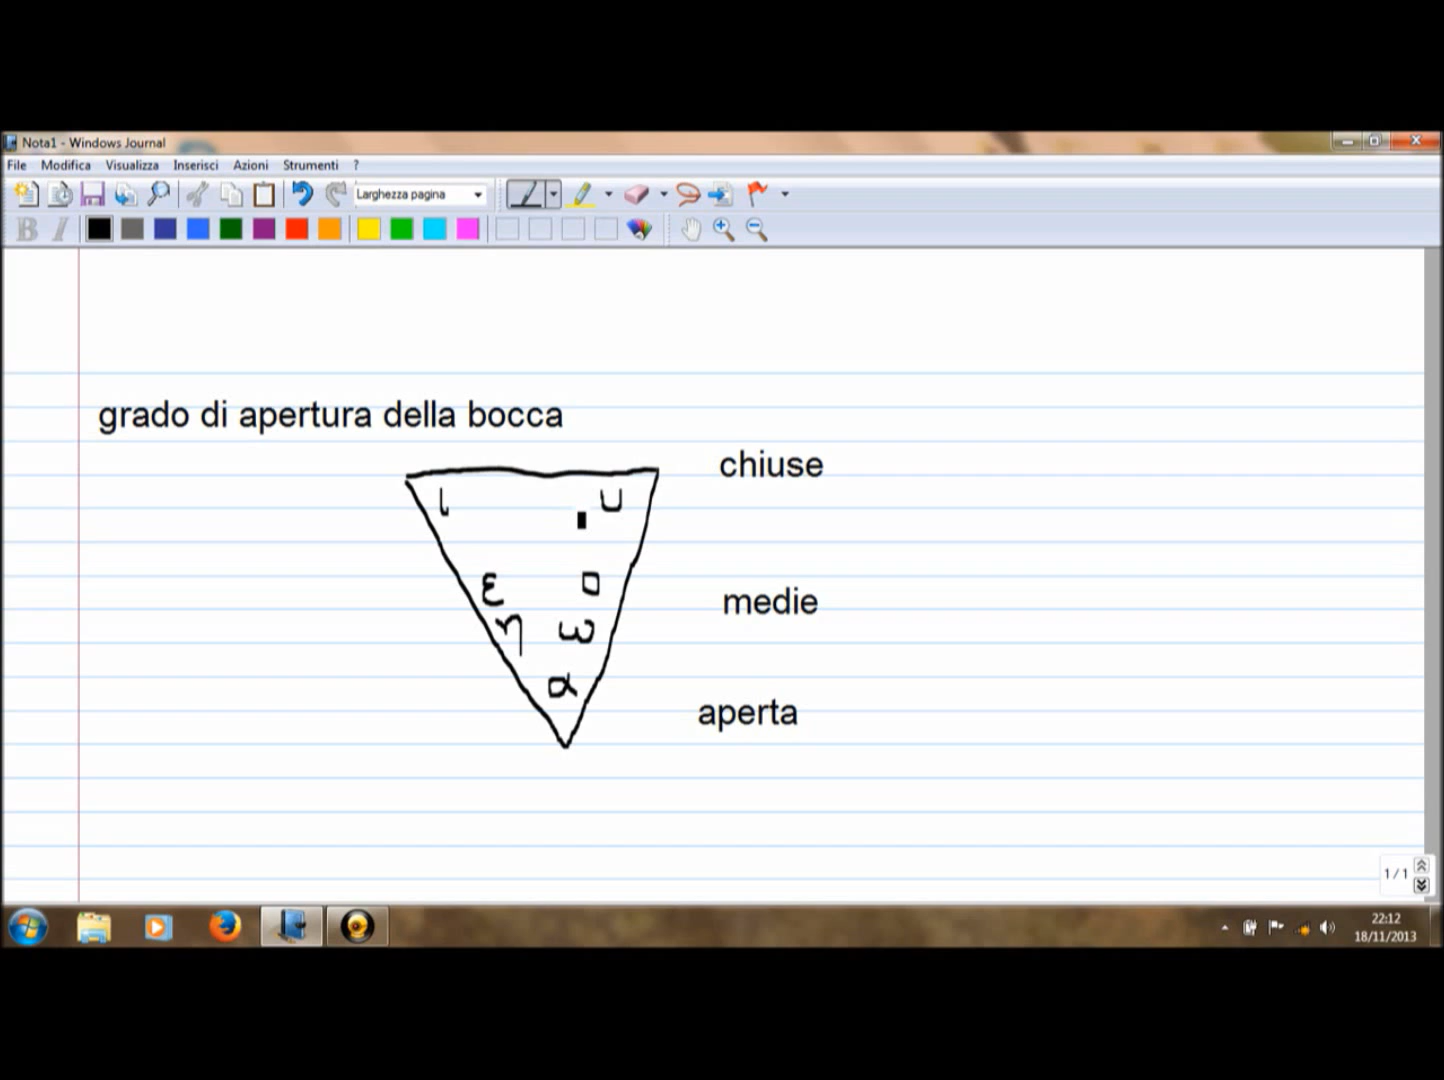 Nota1 - Windows Journal
File Modifica Visualizza Inserisci Azioni Strumenti ?
Larghezza pagina
B I
grado di apertura della bocca
chiuse
ι υ
ε ο
medie
η ω
α
aperta
1 / 1
22:12
18/11/2013